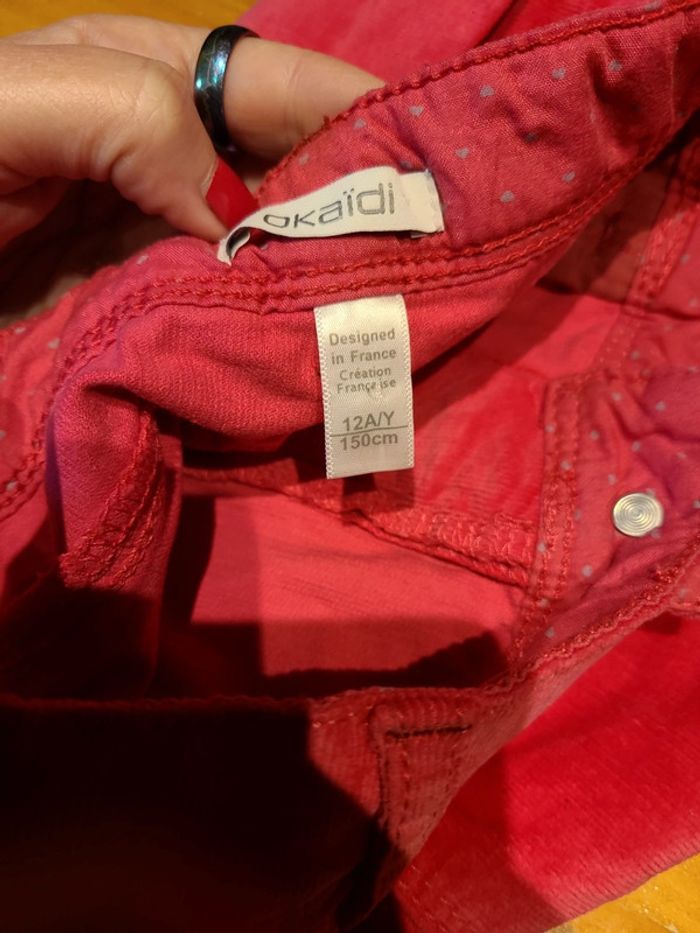 okaïdi
Designed
in France
Création
Française
12A/Y
150cm